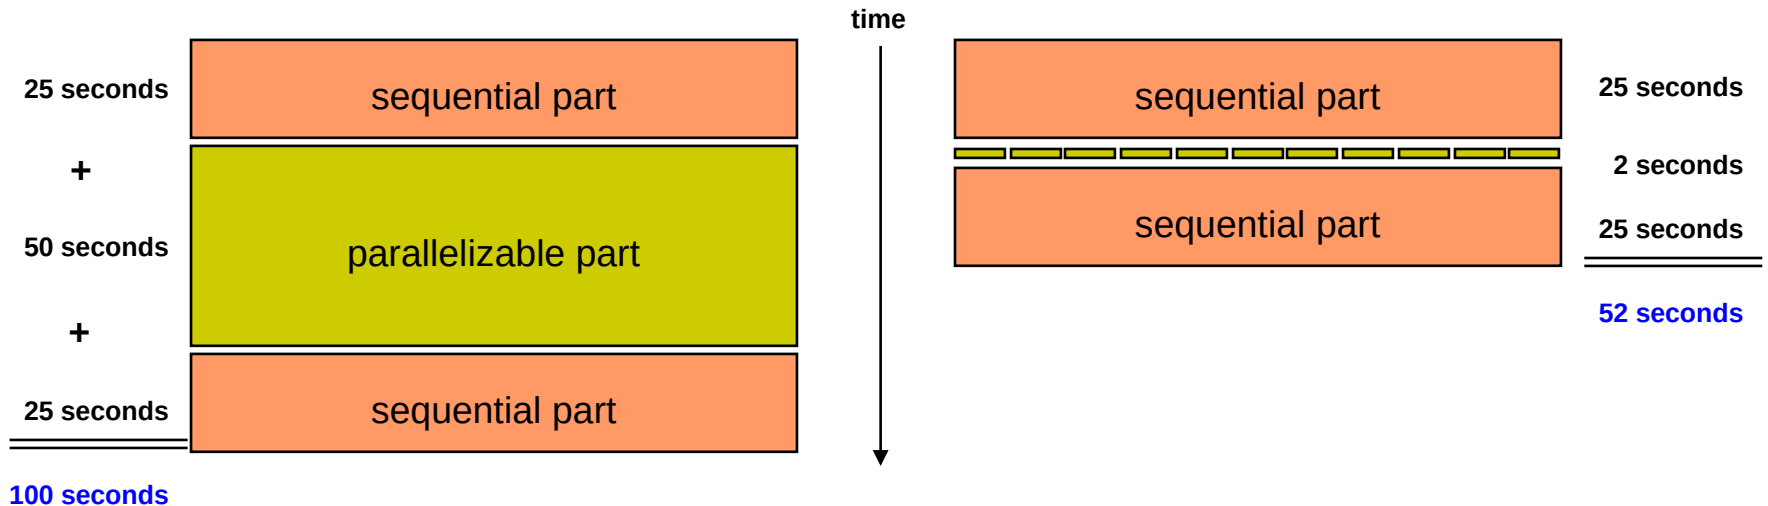 time
25 seconds
sequential part
+
50 seconds
parallelizable part
+
25 seconds
sequential part
100 seconds
sequential part
25 seconds
2 seconds
sequential part
25 seconds
52 seconds